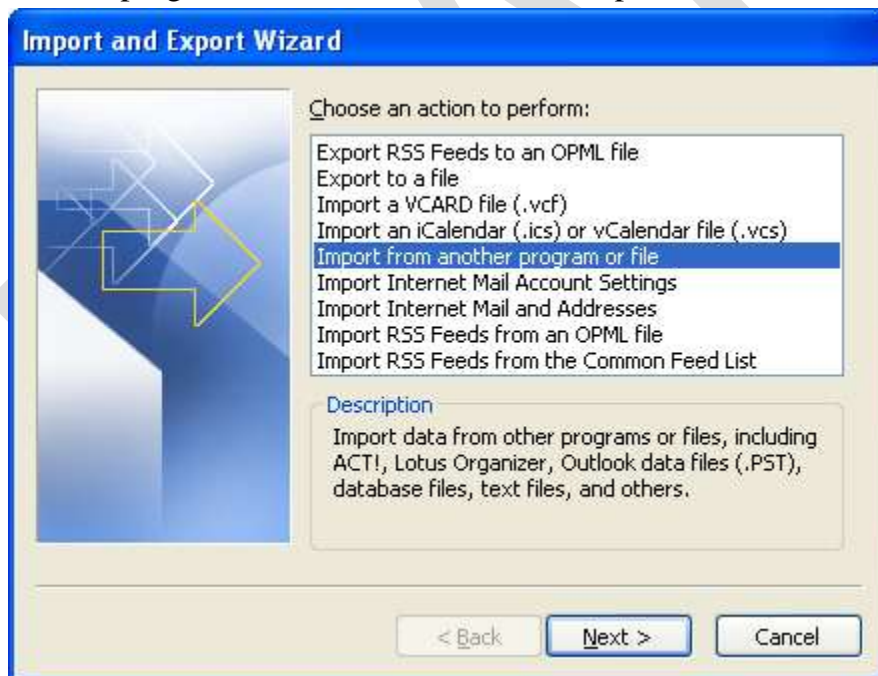 Import and Export Wizard
Choose an action to perform:
Export RSS Feeds to an OPML file
Export to a file
Import a VCARD file (.vcf)
Import an iCalendar (.ics) or vCalendar file (.vcs)
Import from another program or file
Import Internet Mail Account Settings
Import Internet Mail and Addresses
Import RSS Feeds from an OPML file
Import RSS Feeds from the Common Feed List
Description
Import data from other programs or files, including
ACT!, Lotus Organizer, Outlook data files (.PST),
database files, text files, and others.
< Back Next > Cancel